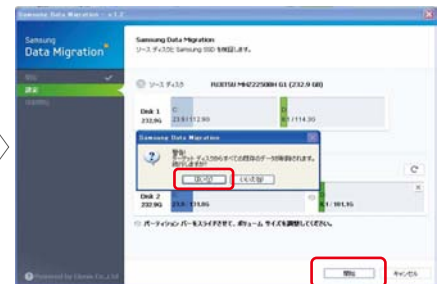 Samsung Data Migration - v.1.2
Samsung
Data Migration
Samsung Data Migration
ソース ディスクと Samsung SSD を確認します。
開始
設定
ソース ディスク
FUJITSU MHZ2250BH G1 (232.9 GB)
Disk 1
232.9G
C
D
Samsung Data Migration
警告!
ターゲット ディスクからすべての既存のデータが削除されます。
続行しますか?
はい(Y)
いいえ(N)
Disk 2
232.9G
パーティション バーをスライドさせて、ボリューム サイズを調整してください。
開始
キャンセル